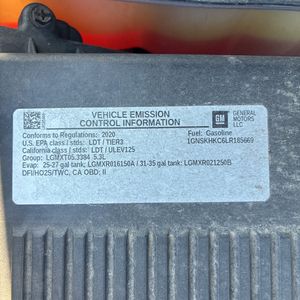 VEHICLE EMISSION
CONTROL INFORMATION
GM
GENERAL
MOTORS LLC
Conforms to Regulations: 2020
Fuel: Gasoline
U.S. EPA class / stds: LDT / TIER3
1GNSKHKC6LR185669
California class / stds: LDT / ULEV125
Group: LGMXT05.3384 5.3L
Evap: 25-27 gal tank: LGMXR016150A / 31-35 gal tank: LGMXR021250B
DFI/HO2S/TWC, CA OBD; II